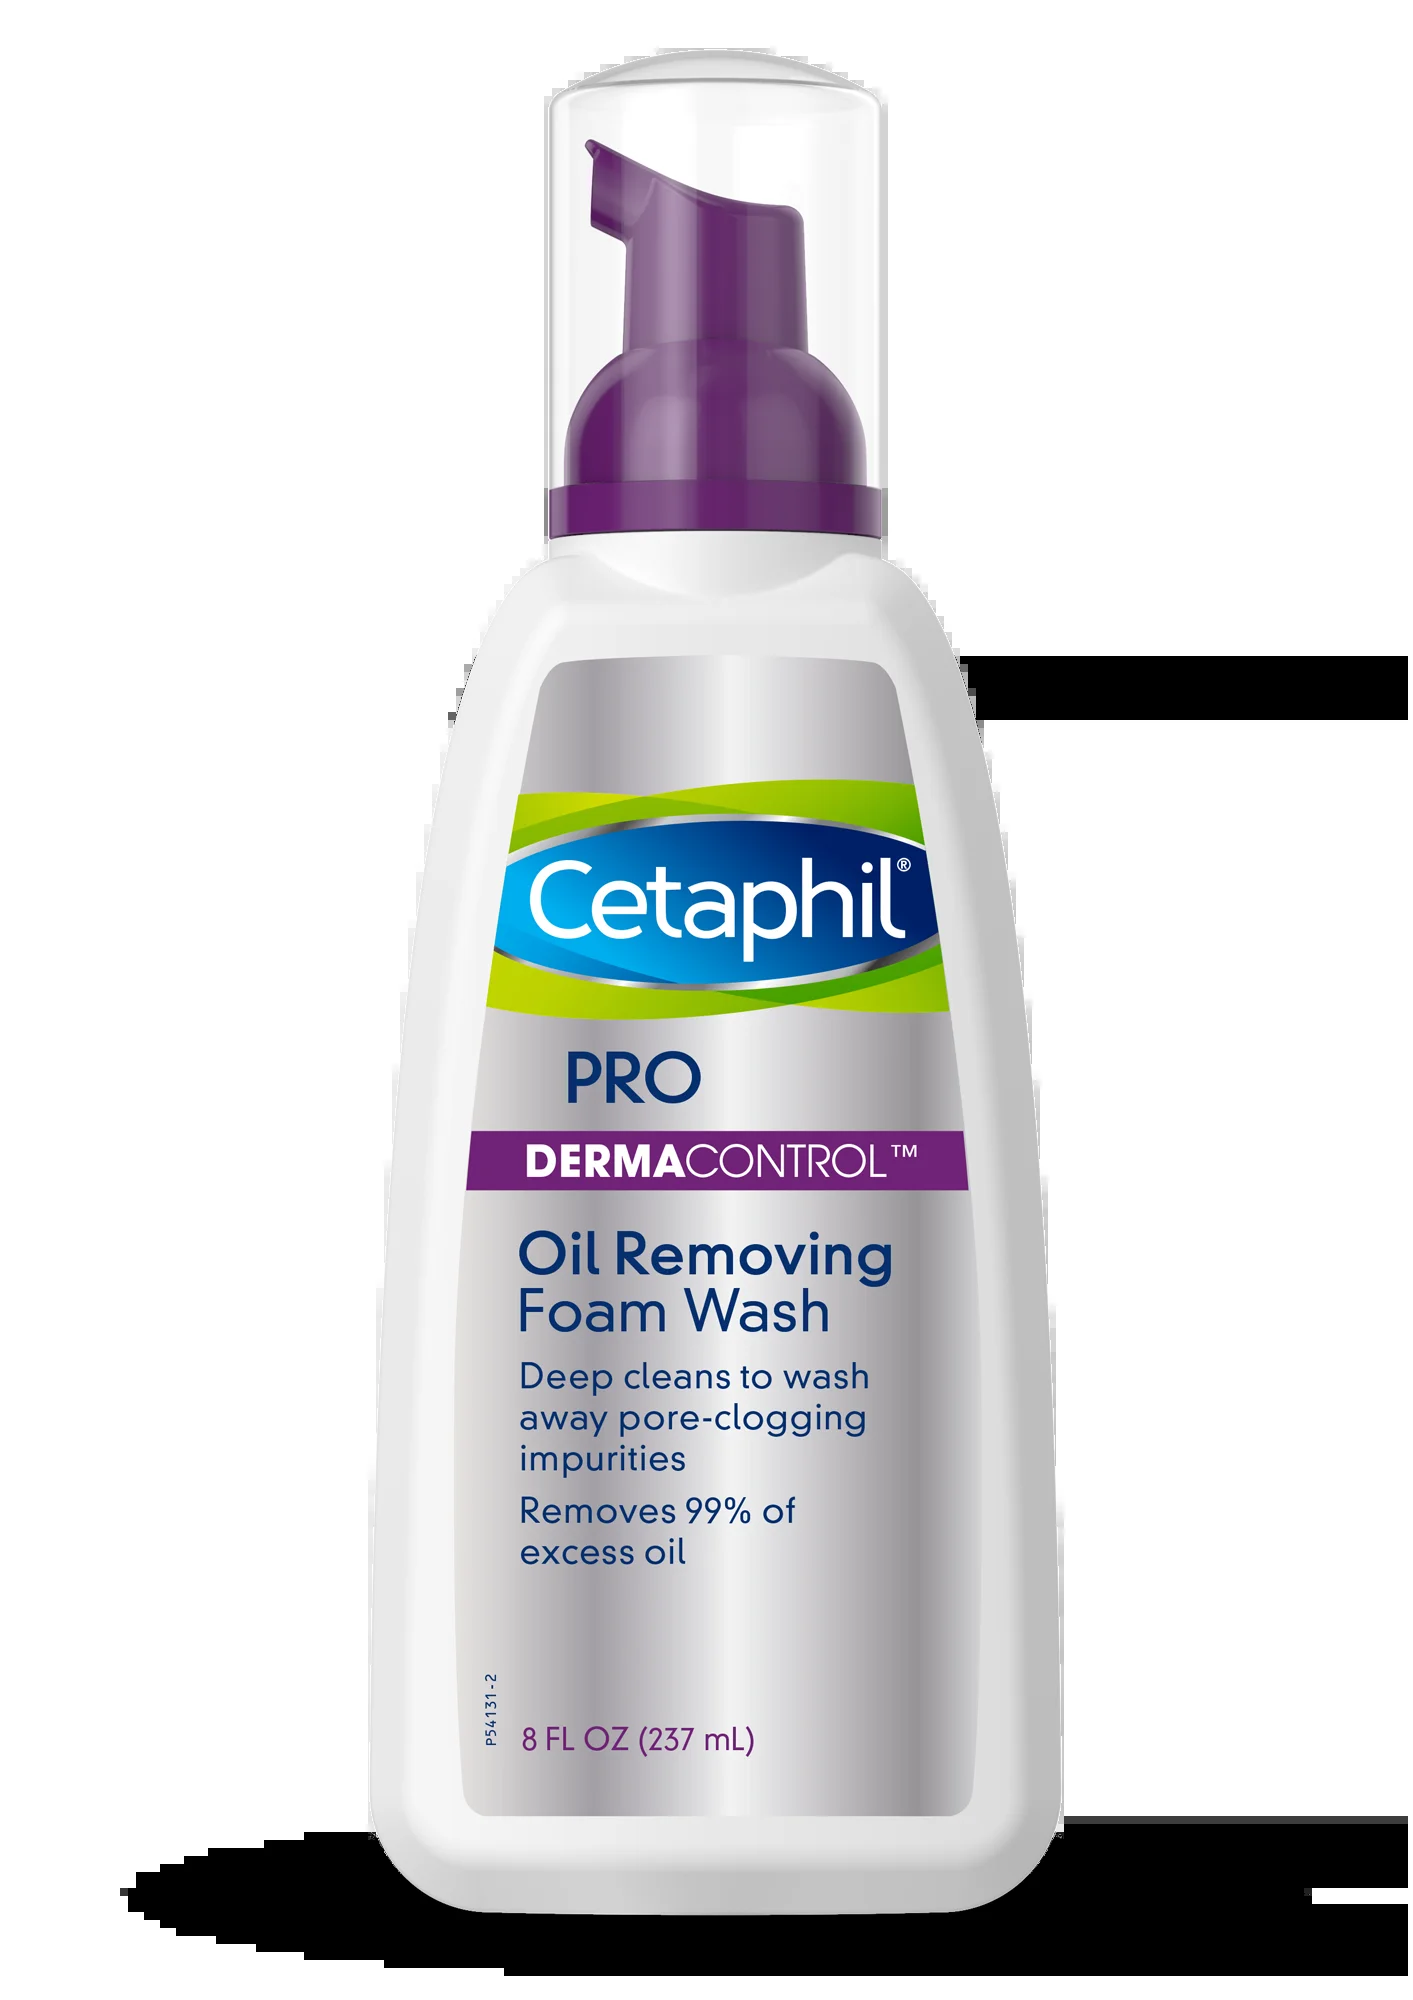 Cetaphil®
PRO
DERMACONTROL™
Oil Removing
Foam Wash
Deep cleans to wash
away pore-clogging
impurities
Removes 99% of
excess oil
P54131-2
8 FL OZ (237 mL)